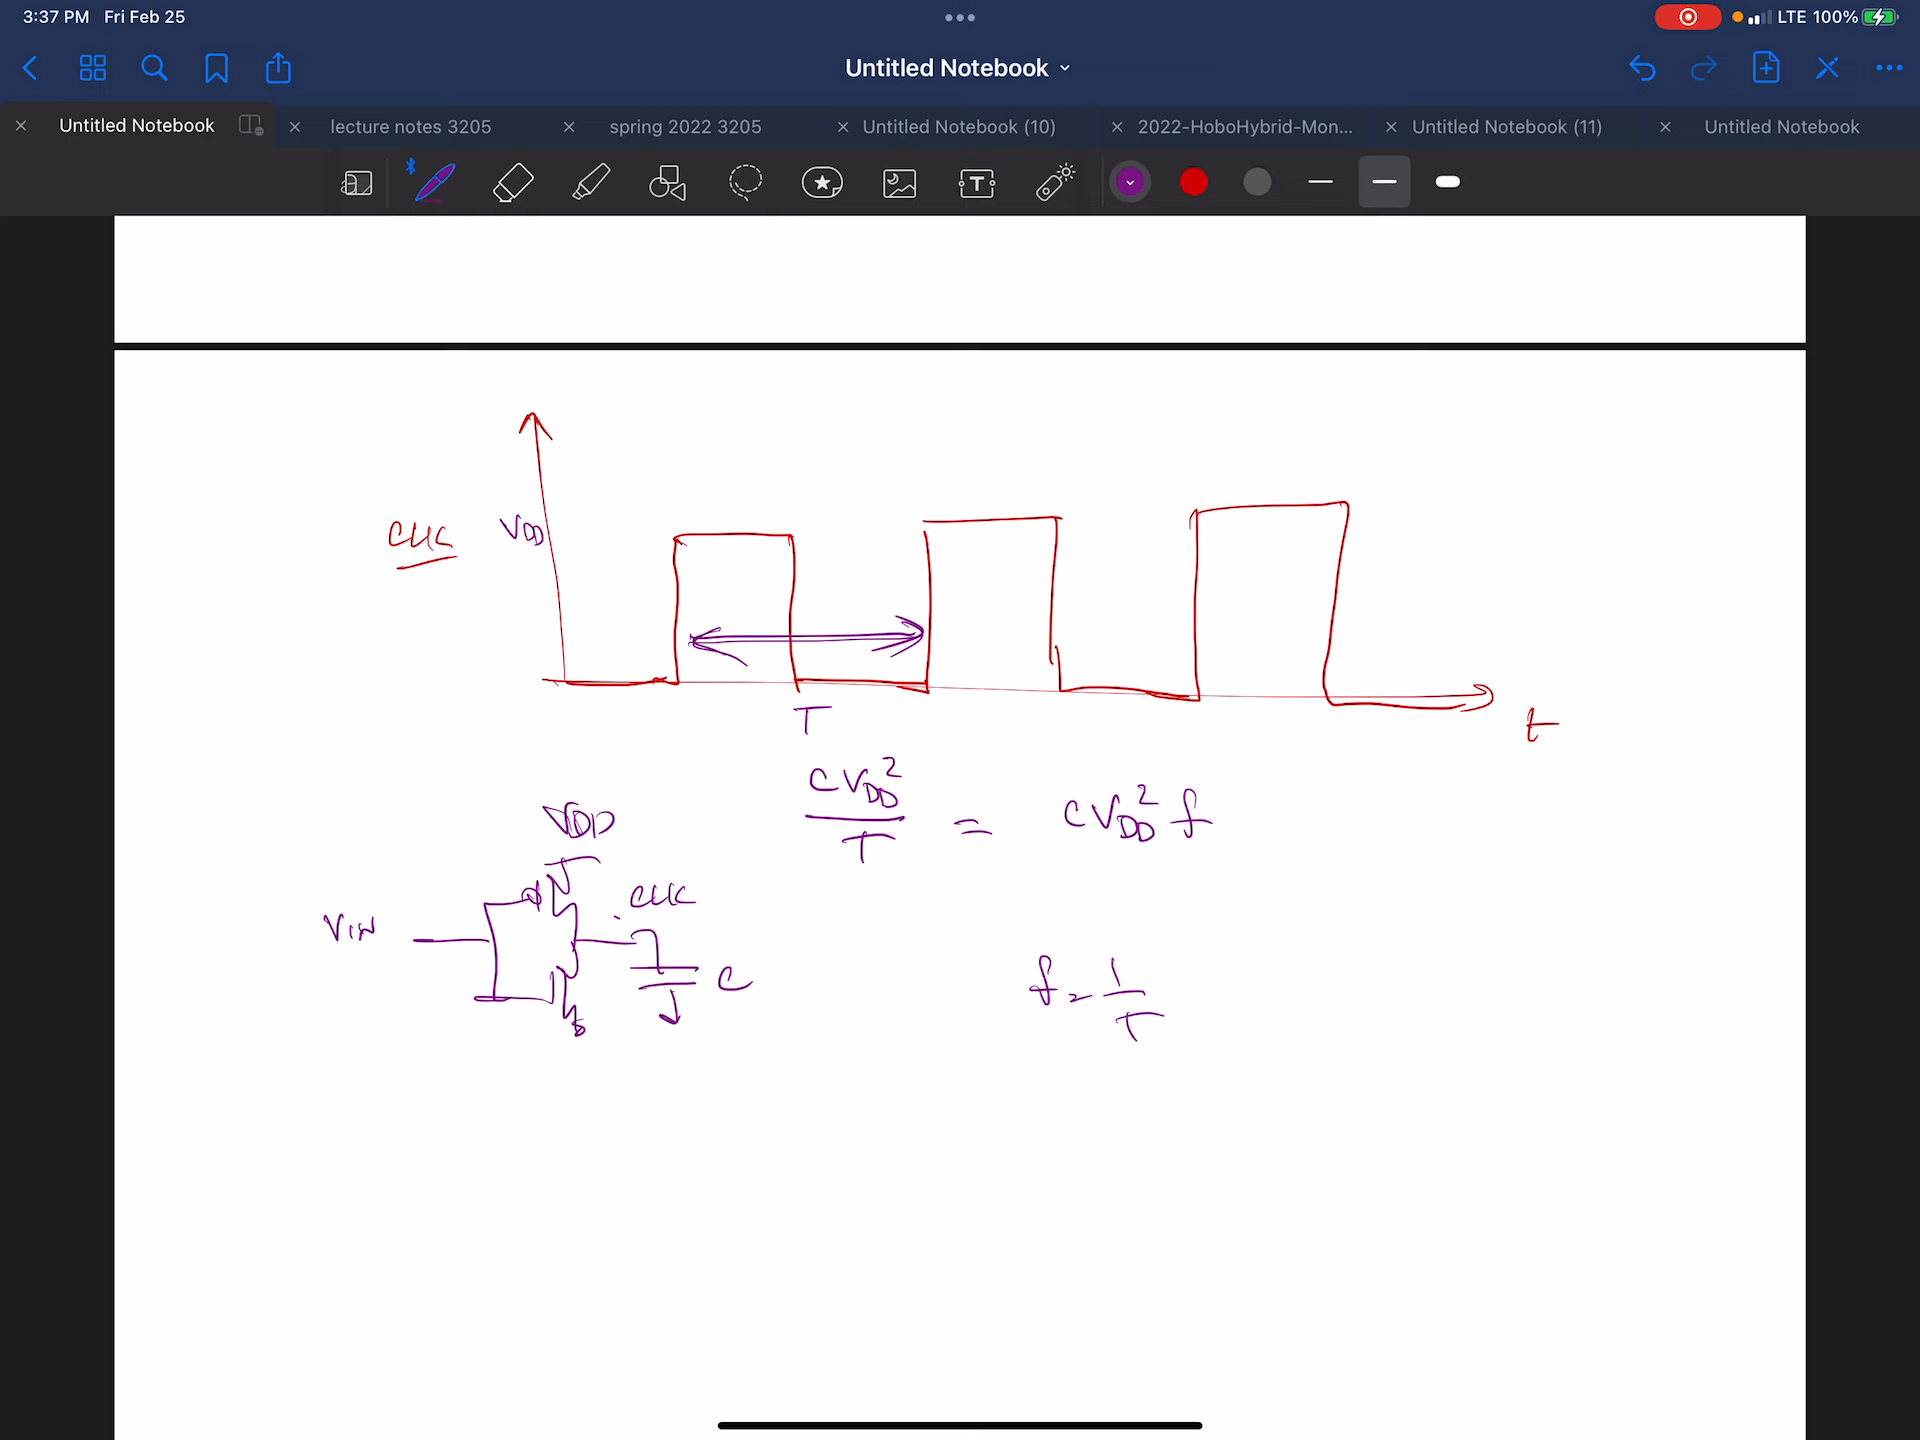 3:37 PM Fri Feb 25
LTE 100%
Untitled Notebook
Untitled Notebook
lecture notes 3205
spring 2022 3205
Untitled Notebook (10)
2022-HoboHybrid-Mon...
Untitled Notebook (11)
Untitled Notebook
T
CLK
VDD
t
T
CVDD²/T = CVDD² f
VDD
CLK
VIN
C
f = 1/T